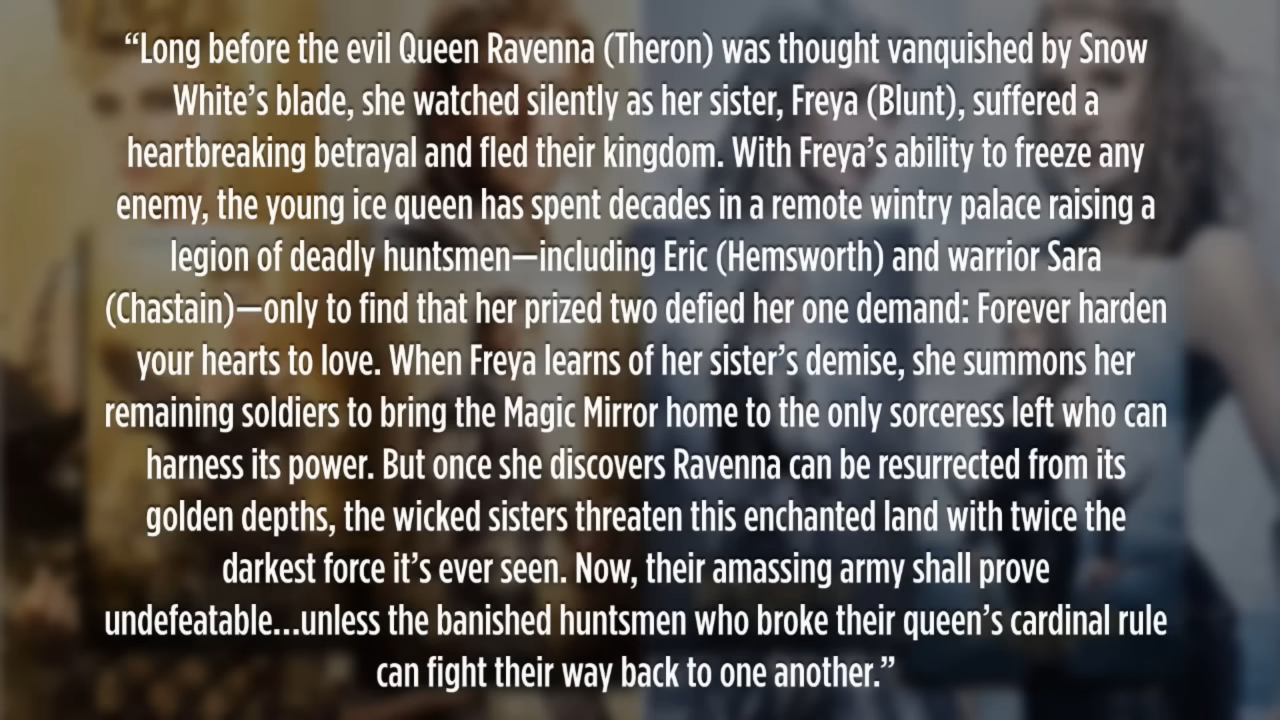 “Long before the evil Queen Ravenna (Theron) was thought vanquished by Snow
White’s blade, she watched silently as her sister, Freya (Blunt), suffered a
heartbreaking betrayal and fled their kingdom. With Freya’s ability to freeze any
enemy, the young ice queen has spent decades in a remote wintry palace raising a
legion of deadly huntsmen—including Eric (Hemsworth) and warrior Sara
(Chastain)—only to find that her prized two defied her one demand: Forever harden
your hearts to love. When Freya learns of her sister’s demise, she summons her
remaining soldiers to bring the Magic Mirror home to the only sorceress left who can
harness its power. But once she discovers Ravenna can be resurrected from its
golden depths, the wicked sisters threaten this enchanted land with twice the
darkest force it’s ever seen. Now, their amassing army shall prove
undefeatable...unless the banished huntsmen who broke their queen’s cardinal rule
can fight their way back to one another.”